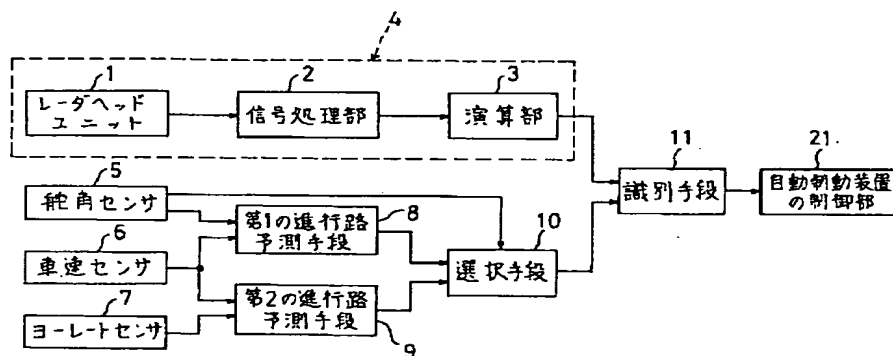 4
1
レーダヘッド
ユニット
2
信号処理部
3
演算部
5
舵角センサ
6
車速センサ
7
ヨーレートセンサ
8
第1の進行路
予測手段
第2の進行路
予測手段
9
10
選択手段
11
識別手段
21
自動制動装置
の制御部